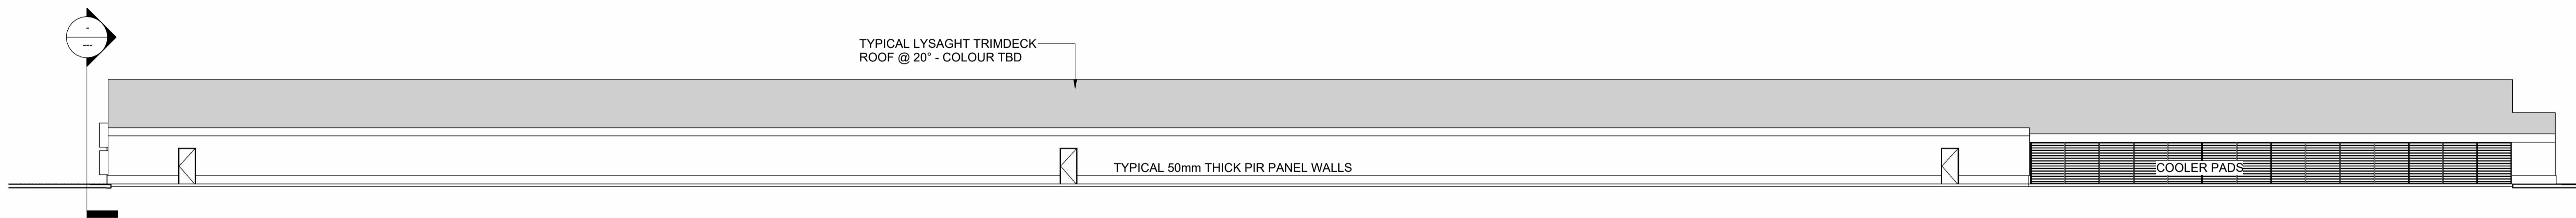 -
---
TYPICAL LYSAGHT TRIMDECK
ROOF @ 20° - COLOUR TBD
TYPICAL 50mm THICK PIR PANEL WALLS
COOLER PADS